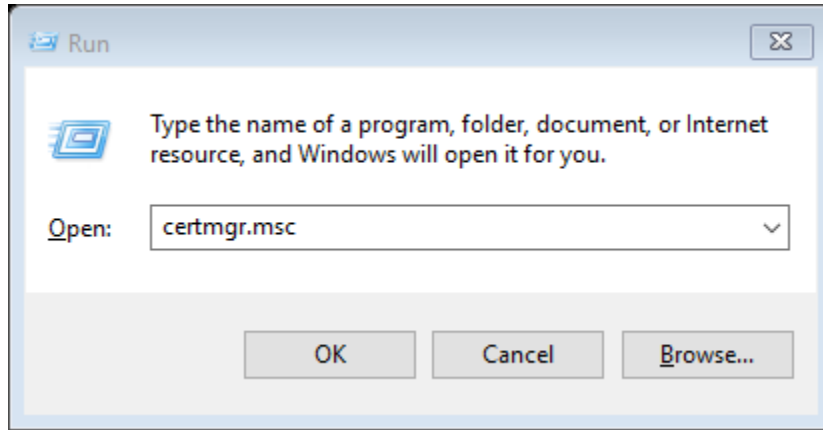 Run
Type the name of a program, folder, document, or Internet
resource, and Windows will open it for you.
Open: certmgr.msc
OK Cancel Browse...